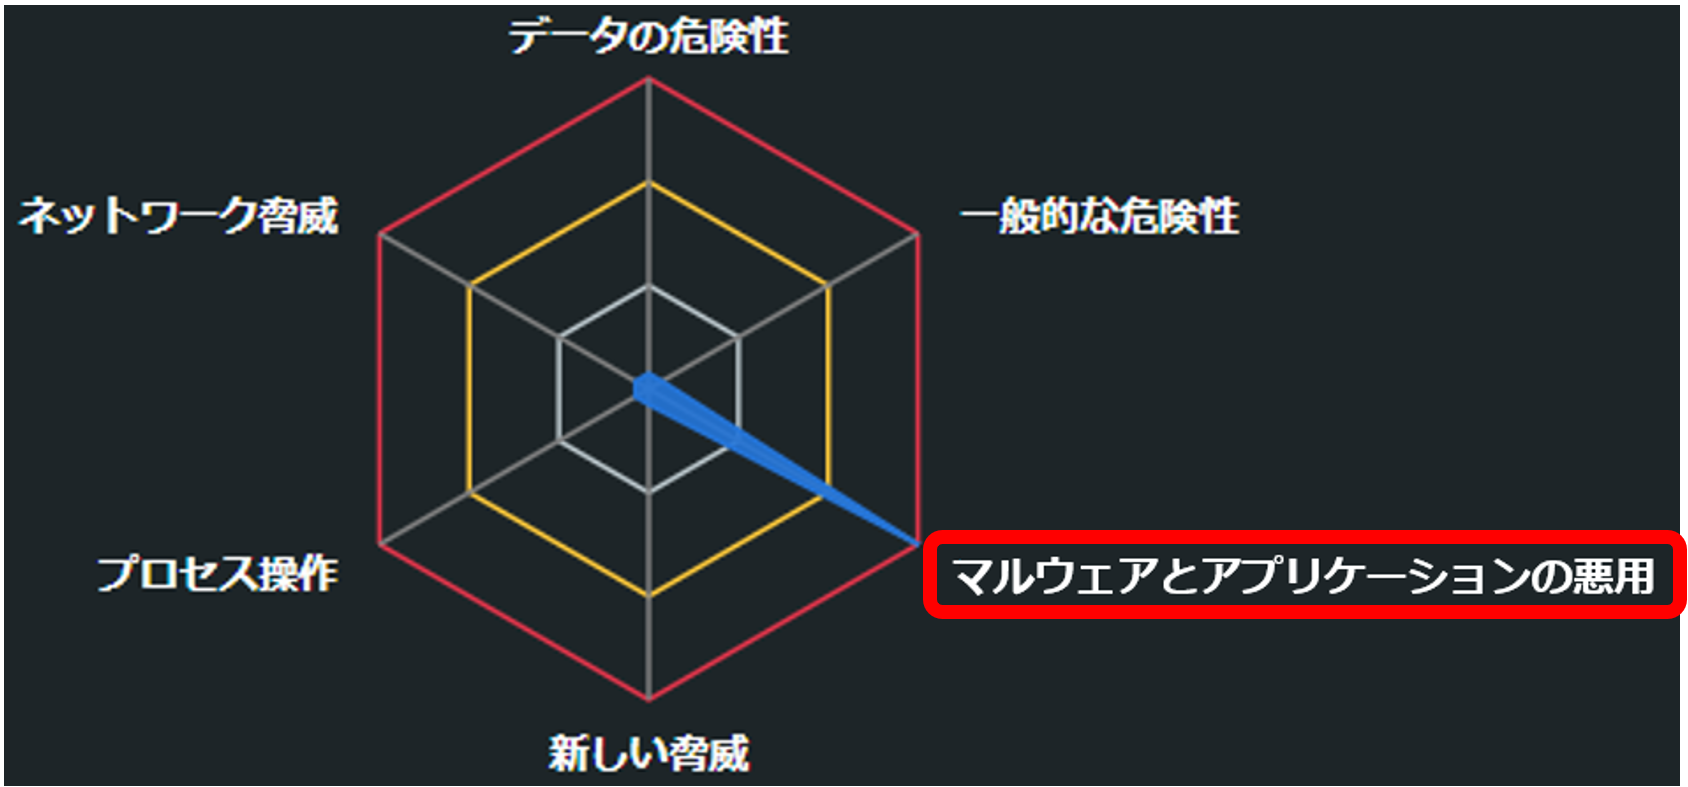 データの危険性
ネットワーク脅威
一般的な危険性
プロセス操作
マルウェアとアプリケーションの悪用
新しい脅威